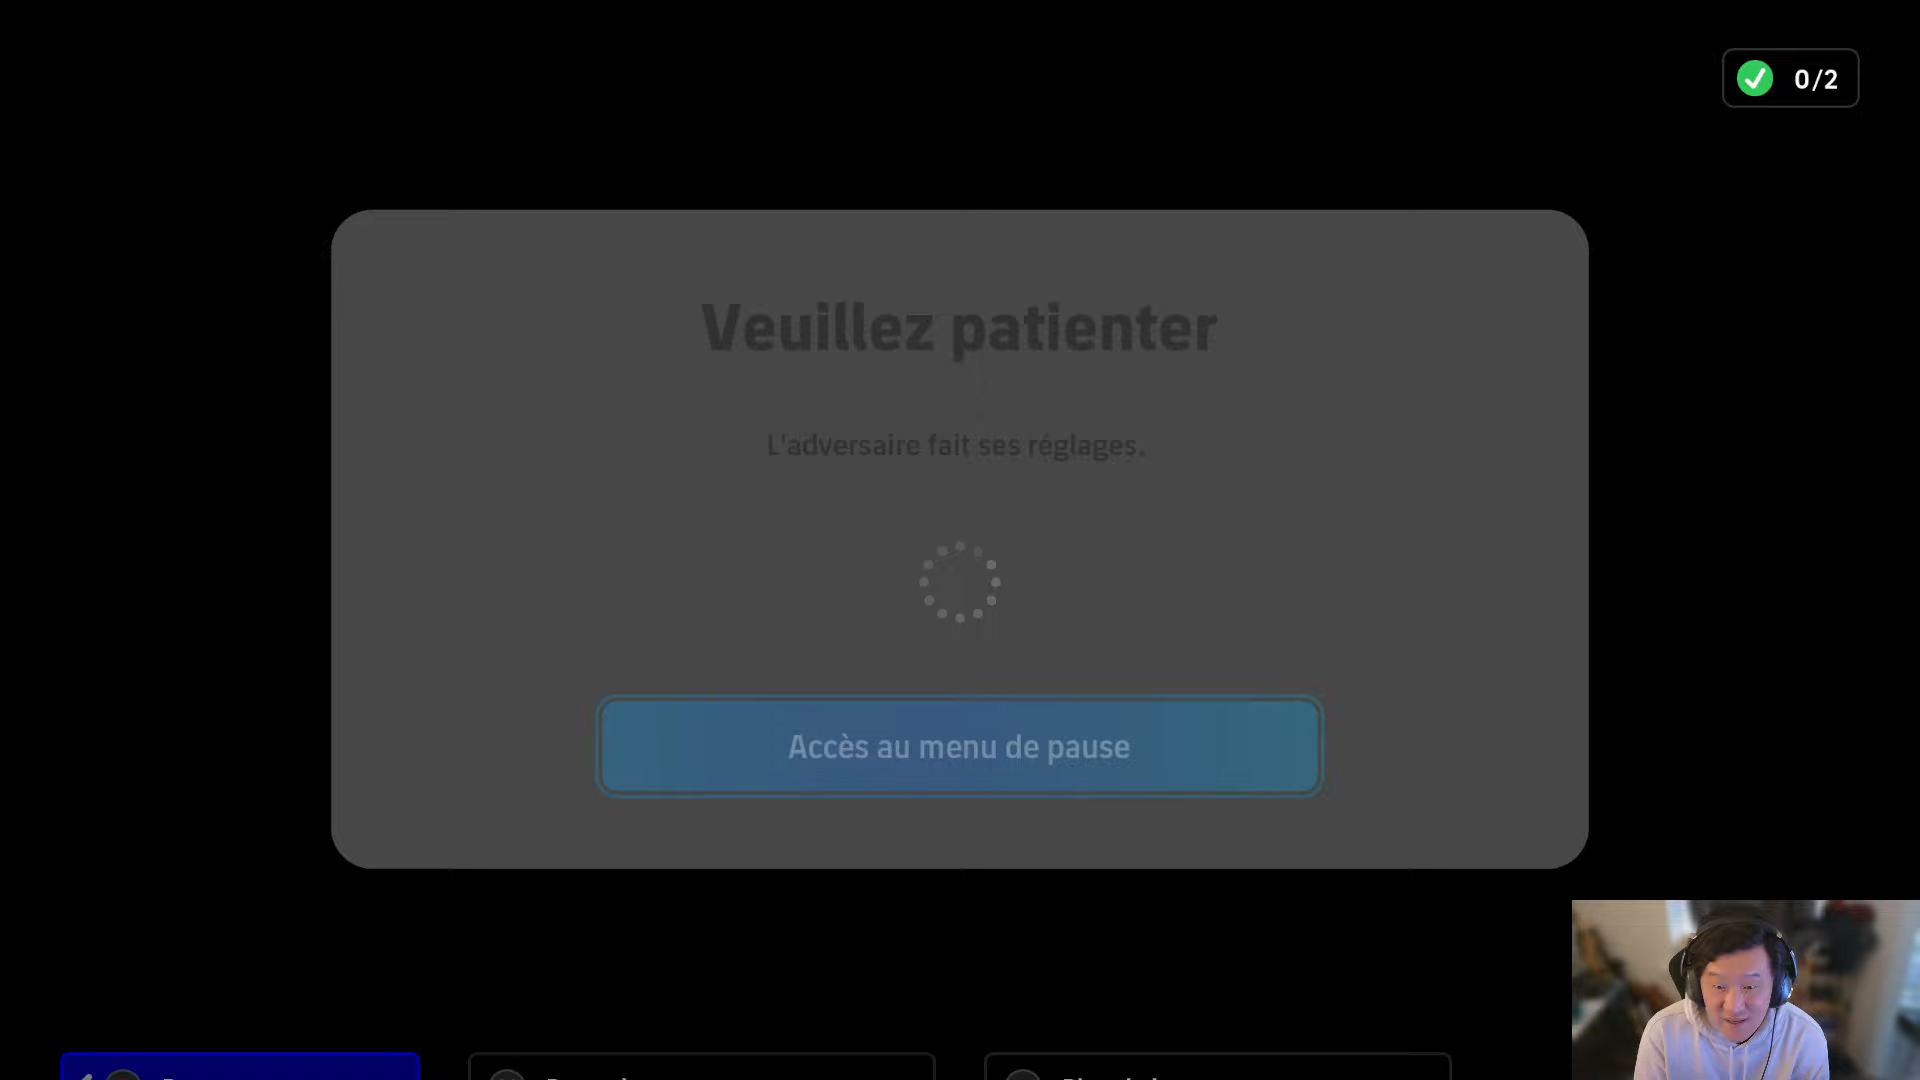 0/2
Veuillez patienter
L'adversaire fait ses réglages.
Accès au menu de pause